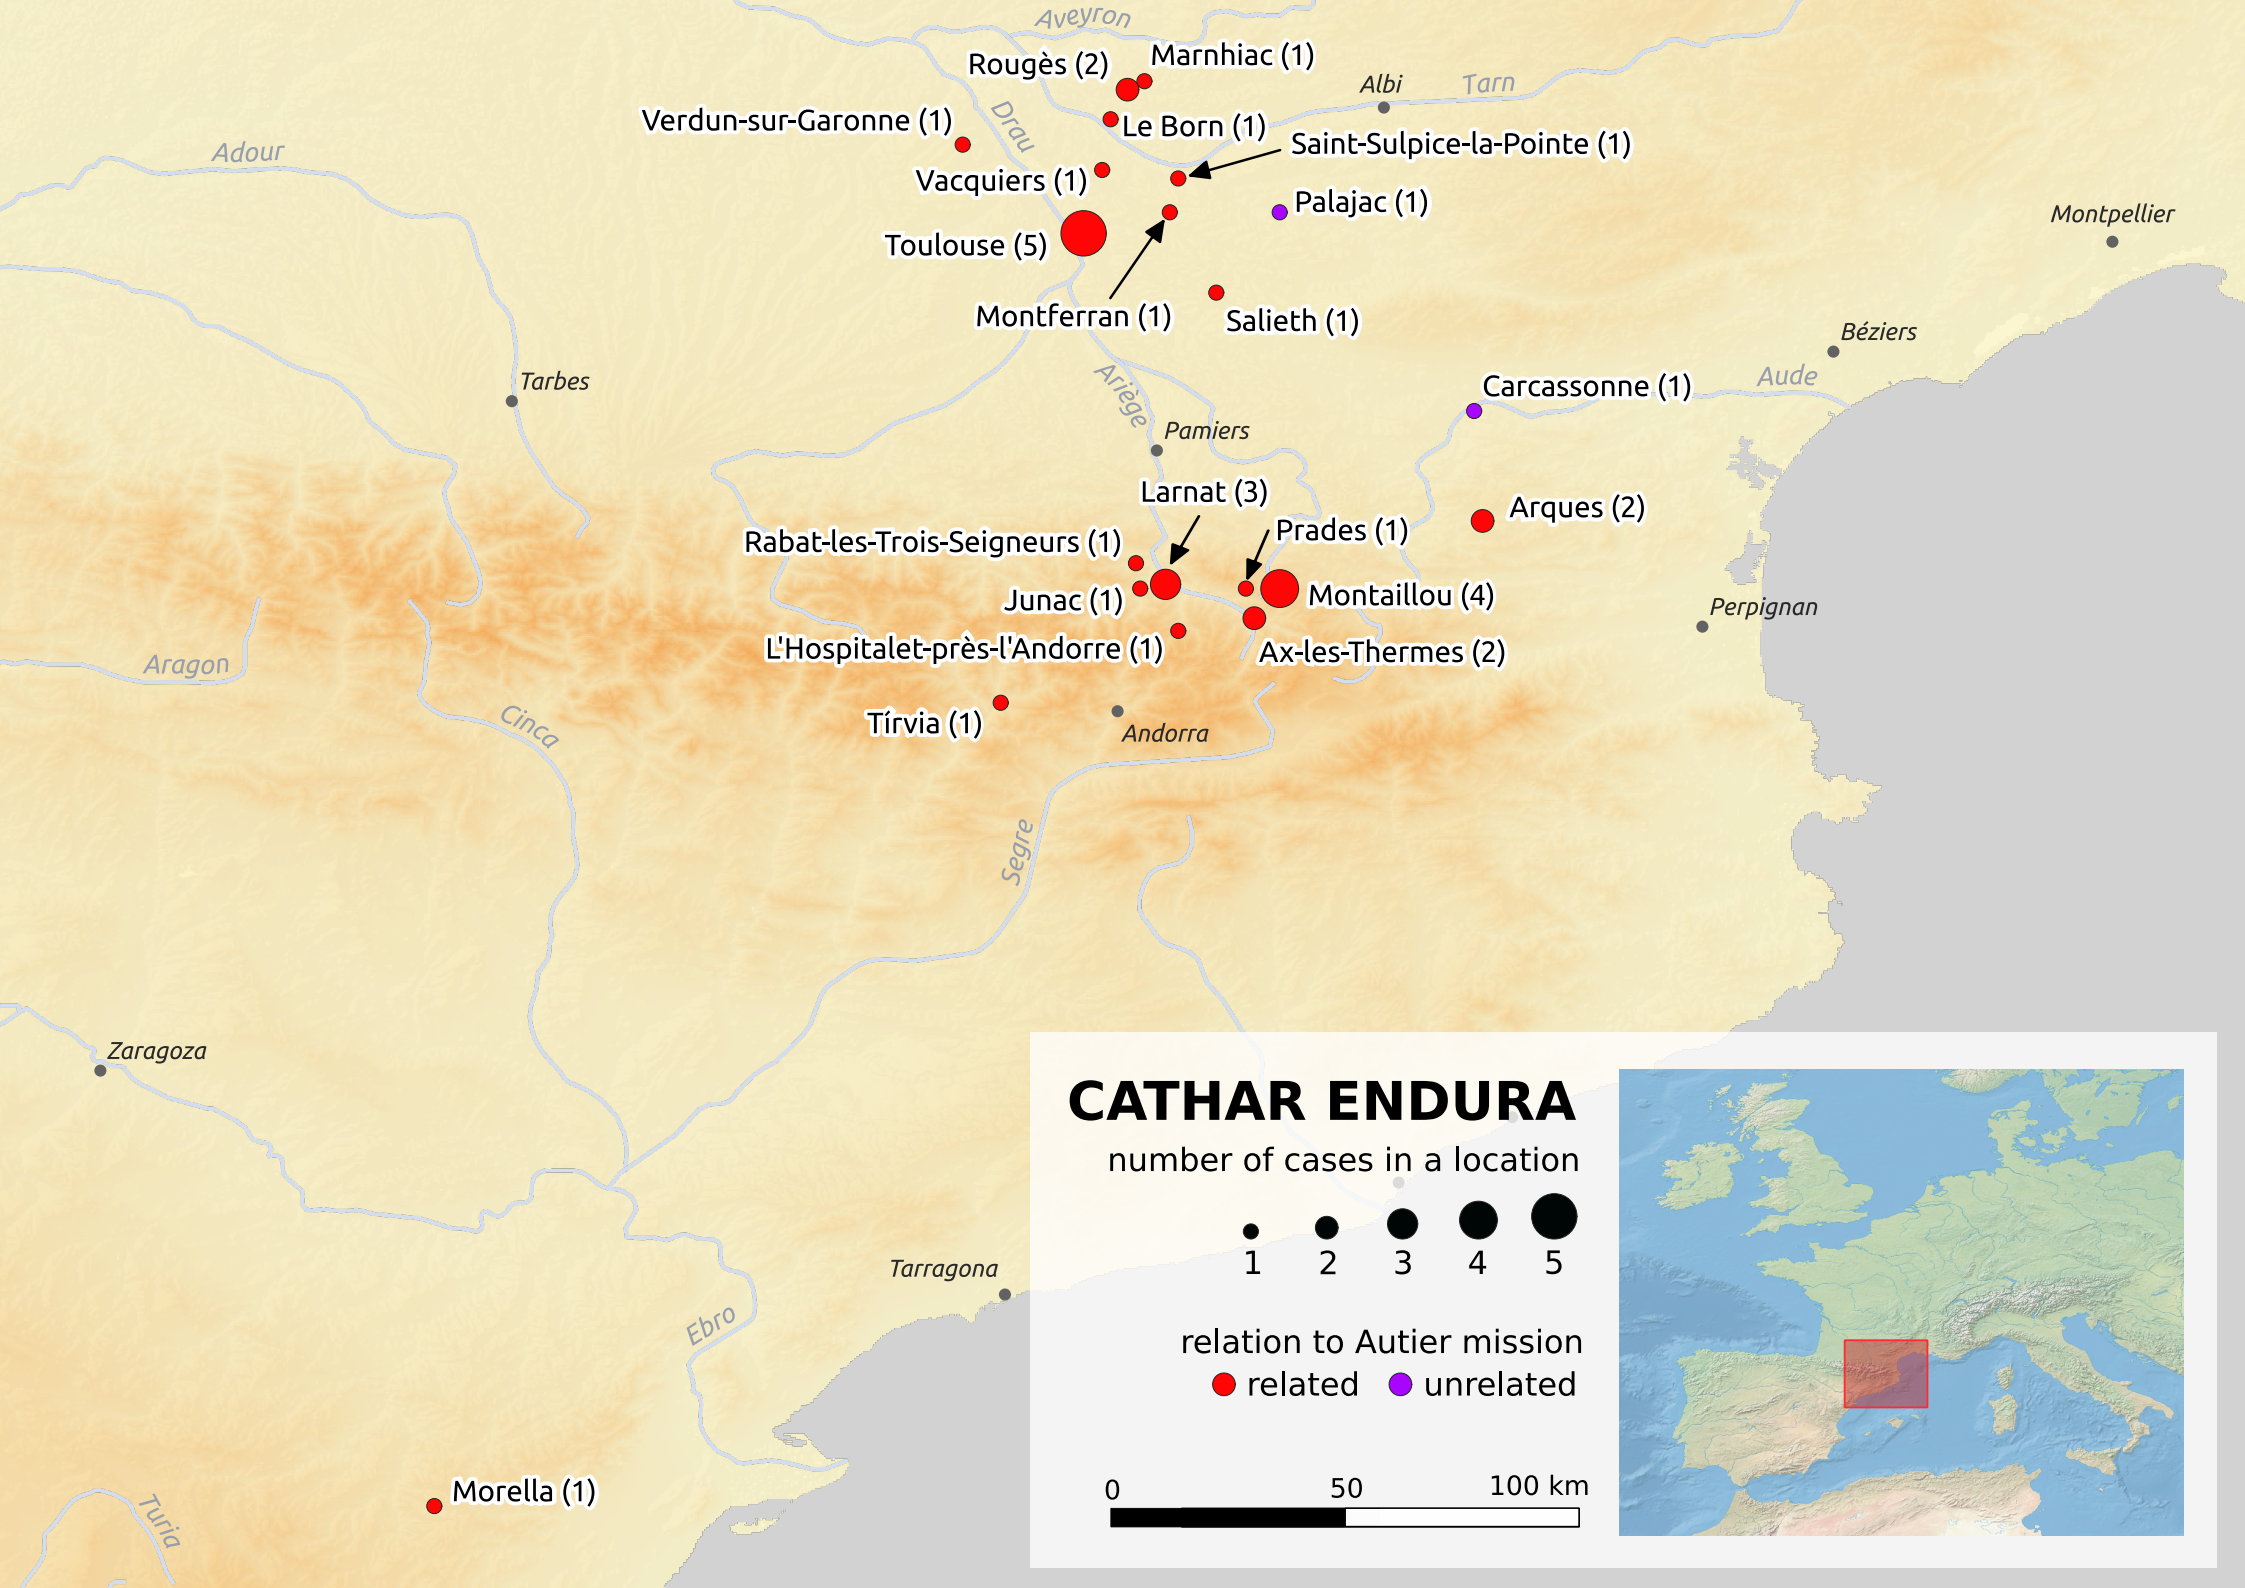 Aveyron
Marnhiac (1)
Rougès (2)
Albi
Tarn
Verdun-sur-Garonne (1)
Drau
Le Born (1)
Saint-Sulpice-la-Pointe (1)
Adour
Vacquiers (1)
Palajac (1)
Montpellier
Toulouse (5)
Montferran (1)
Salieth (1)
Béziers
Tarbes
Ariège
Carcassonne (1)
Aude
Pamiers
Larnat (3)
Arques (2)
Prades (1)
Rabat-les-Trois-Seigneurs (1)
Junac (1)
Montaillou (4)
Perpignan
L'Hospitalet-près-l'Andorre (1)
Ax-les-Thermes (2)
Aragon
Cinca
Tírvia (1)
Andorra
Segre
Zaragoza
CATHAR ENDURA
number of cases in a location
1 2 3 4 5
Tarragona
Ebro
relation to Autier mission
related unrelated
0 50 100 km
Morella (1)
Turia